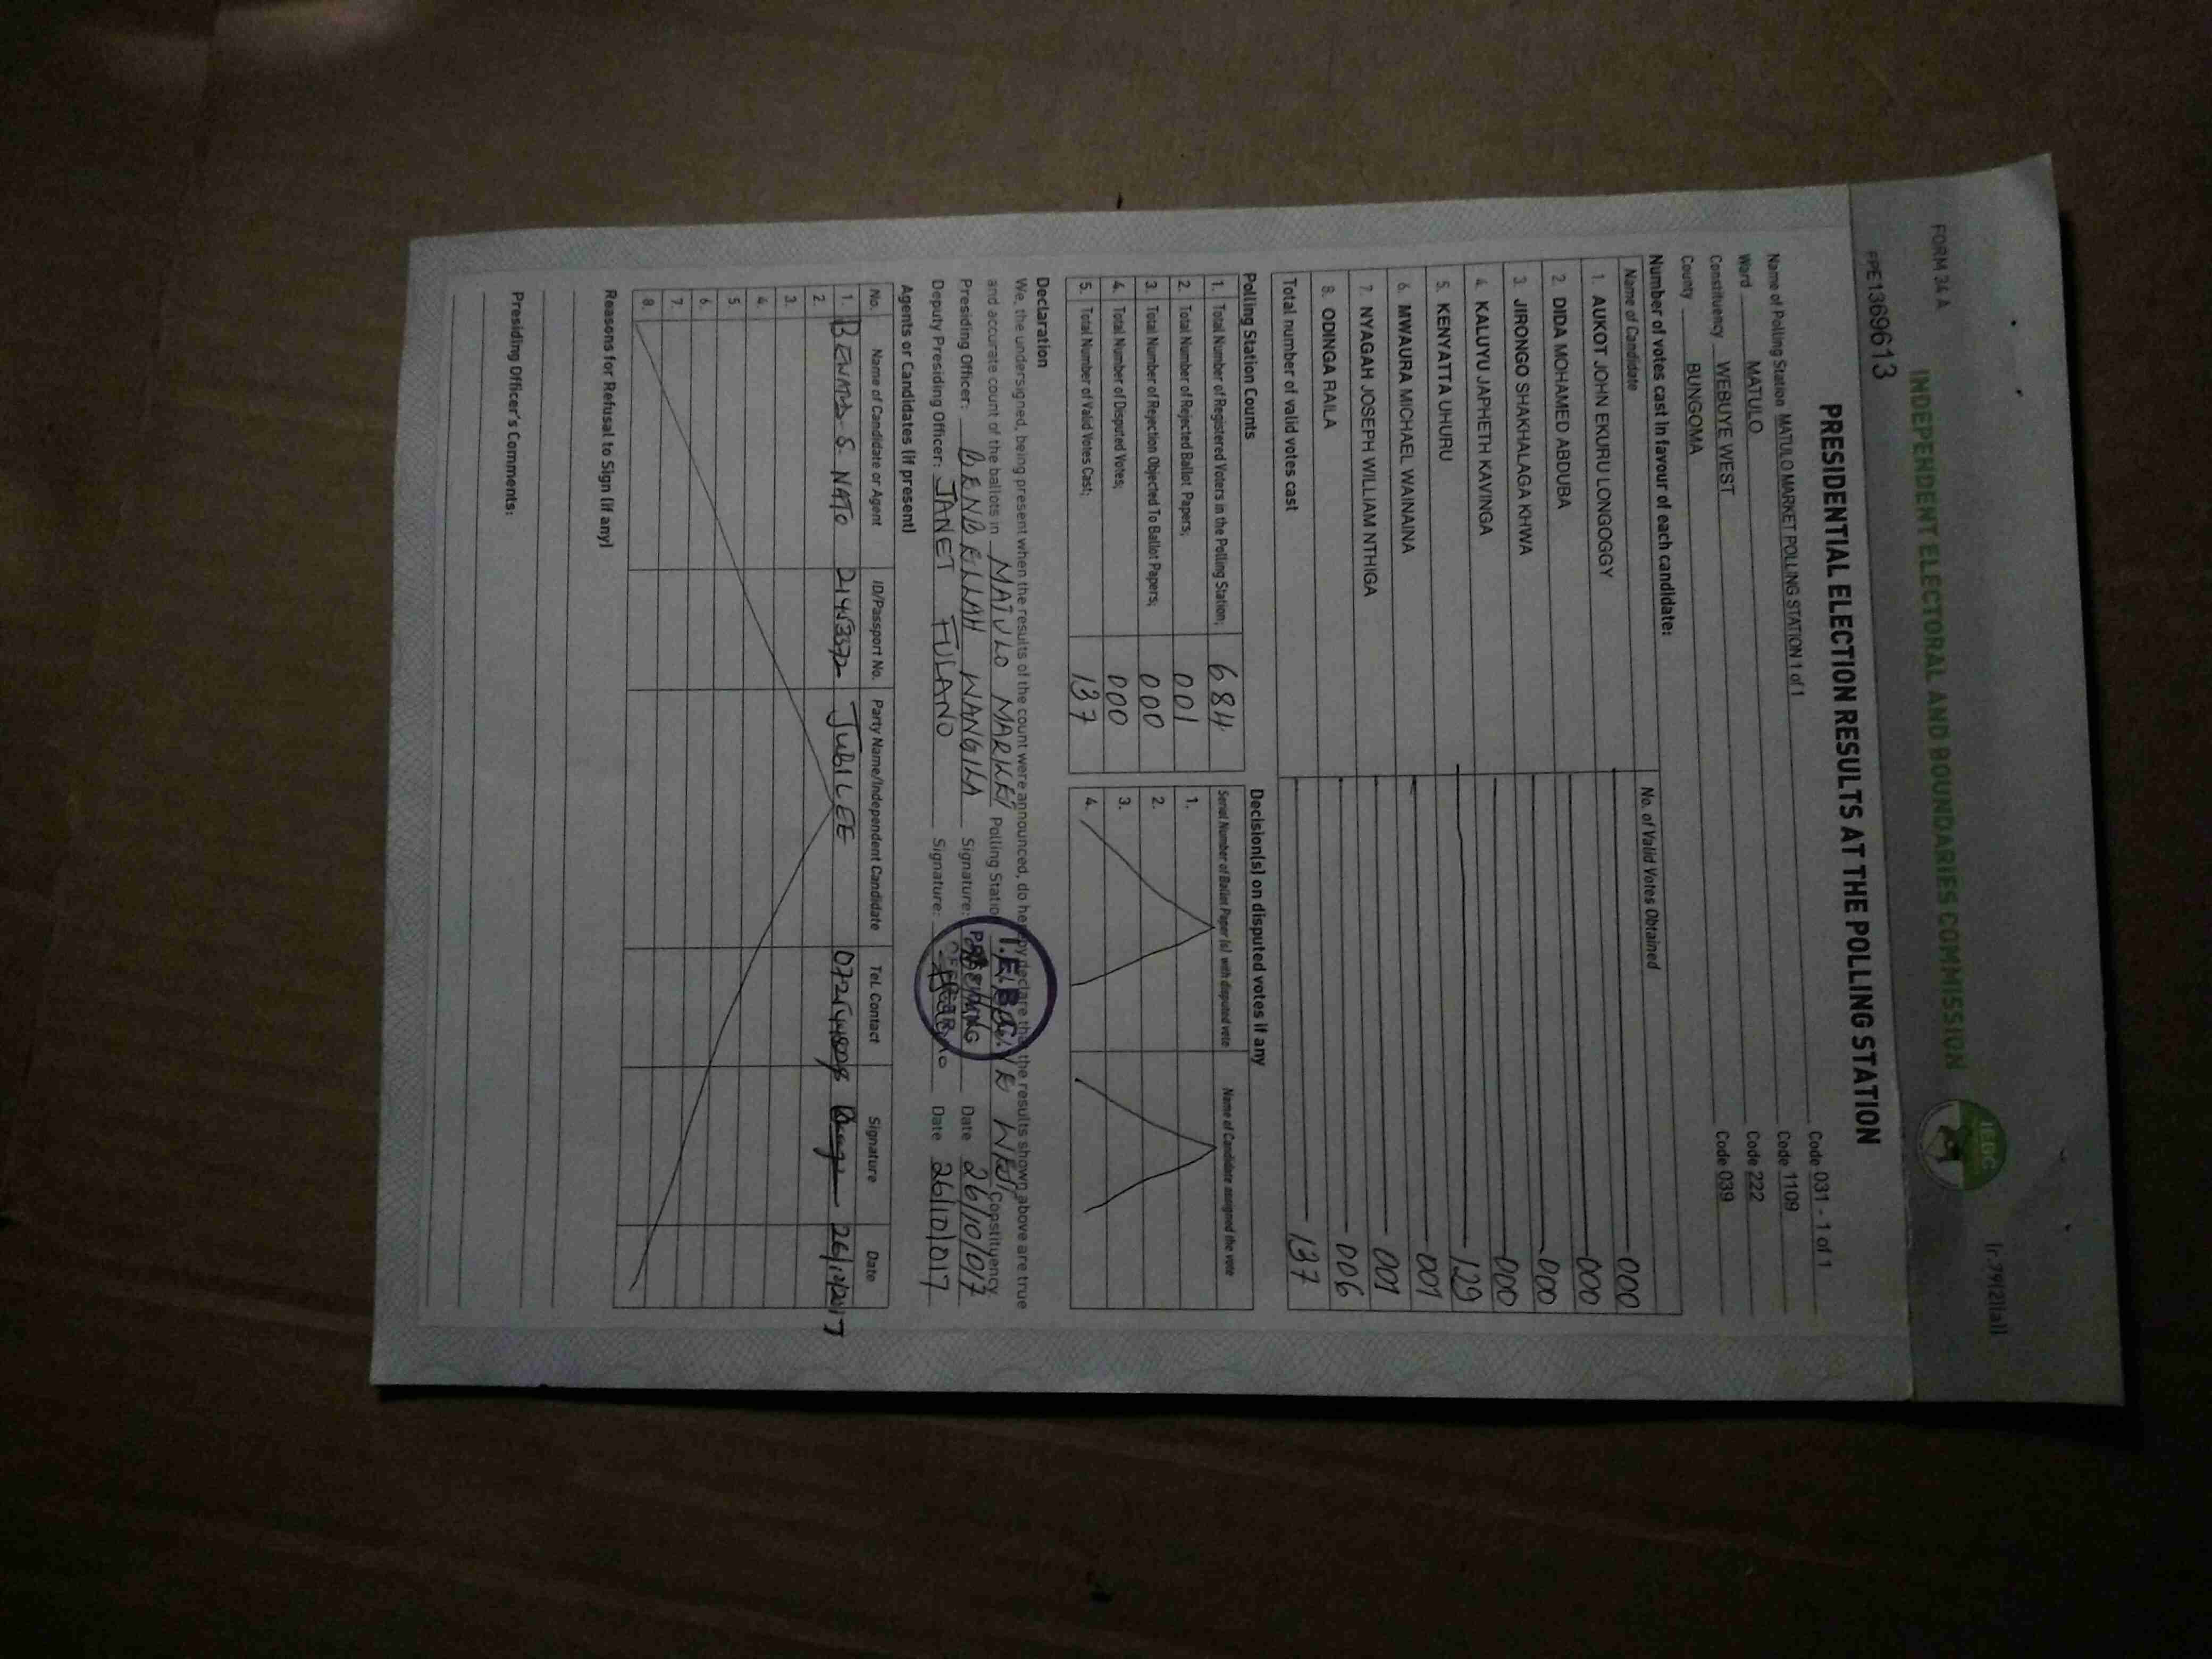 FORM 34 A
INDEPENDENT ELECTORAL AND BOUNDARIES COMMISSION
IEBC
(r.79(2)(a))
FPE1369613
PRESIDENTIAL ELECTION RESULTS AT THE POLLING STATION
Name of Polling Station MATULO MARKET POLLING STATION 1 of 1 Code 031 - 1 of 1
Ward MATULO Code 1109
Constituency WEBUYE WEST Code 222
County BUNGOMA Code 039
Number of votes cast in favour of each candidate:
Name of Candidate No. of Valid Votes Obtained
1. AUKOT JOHN EKURU LONGOGGY 000
2. DIDA MOHAMED ABDUBA 000
3. JIRONGO SHAKHALAGA KHWA 000
4. KALUYU JAPHETH KAVINGA 000
5. KENYATTA UHURU 129
6. MWAURA MICHAEL WAINAINA 001
7. NYAGAH JOSEPH WILLIAM NTHIGA 001
8. ODINGA RAILA 006
Total number of valid votes cast 137
Polling Station Counts
1. Total Number of Registered Voters in the Polling Station; 684
2. Total Number of Rejected Ballot Papers; 001
3. Total Number of Rejection Objected To Ballot Papers; 000
4. Total Number of Disputed Votes; 000
5. Total Number of Valid Votes Cast; 137
Decision(s) on disputed votes if any
Serial Number of Ballot Paper (s) with disputed vote Name of Candidate assigned the vote
1.
2.
3.
4.
Declaration
We, the undersigned, being present when the results of the count were announced, do hereby declare that the results shown above are true
and accurate count of the ballots in MATULO MARKET Polling Station WEST Constituency
Presiding Officer: WANGILA Signature: Date 26/10/017
Deputy Presiding Officer: JANET FULANO Signature: Date 26/10/017
I.E.B.C.
PRESIDING
OFFICER
Agents or Candidates (if present)
No. Name of Candidate or Agent ID/Passport No. Party Name/Independent Candidate Tel. Contact Signature Date
1. S. NATO JUBILEE 26/10/2017
2.
3.
4.
5.
6.
7.
8.
Reasons for Refusal to Sign (if any)
Presiding Officer's Comments: